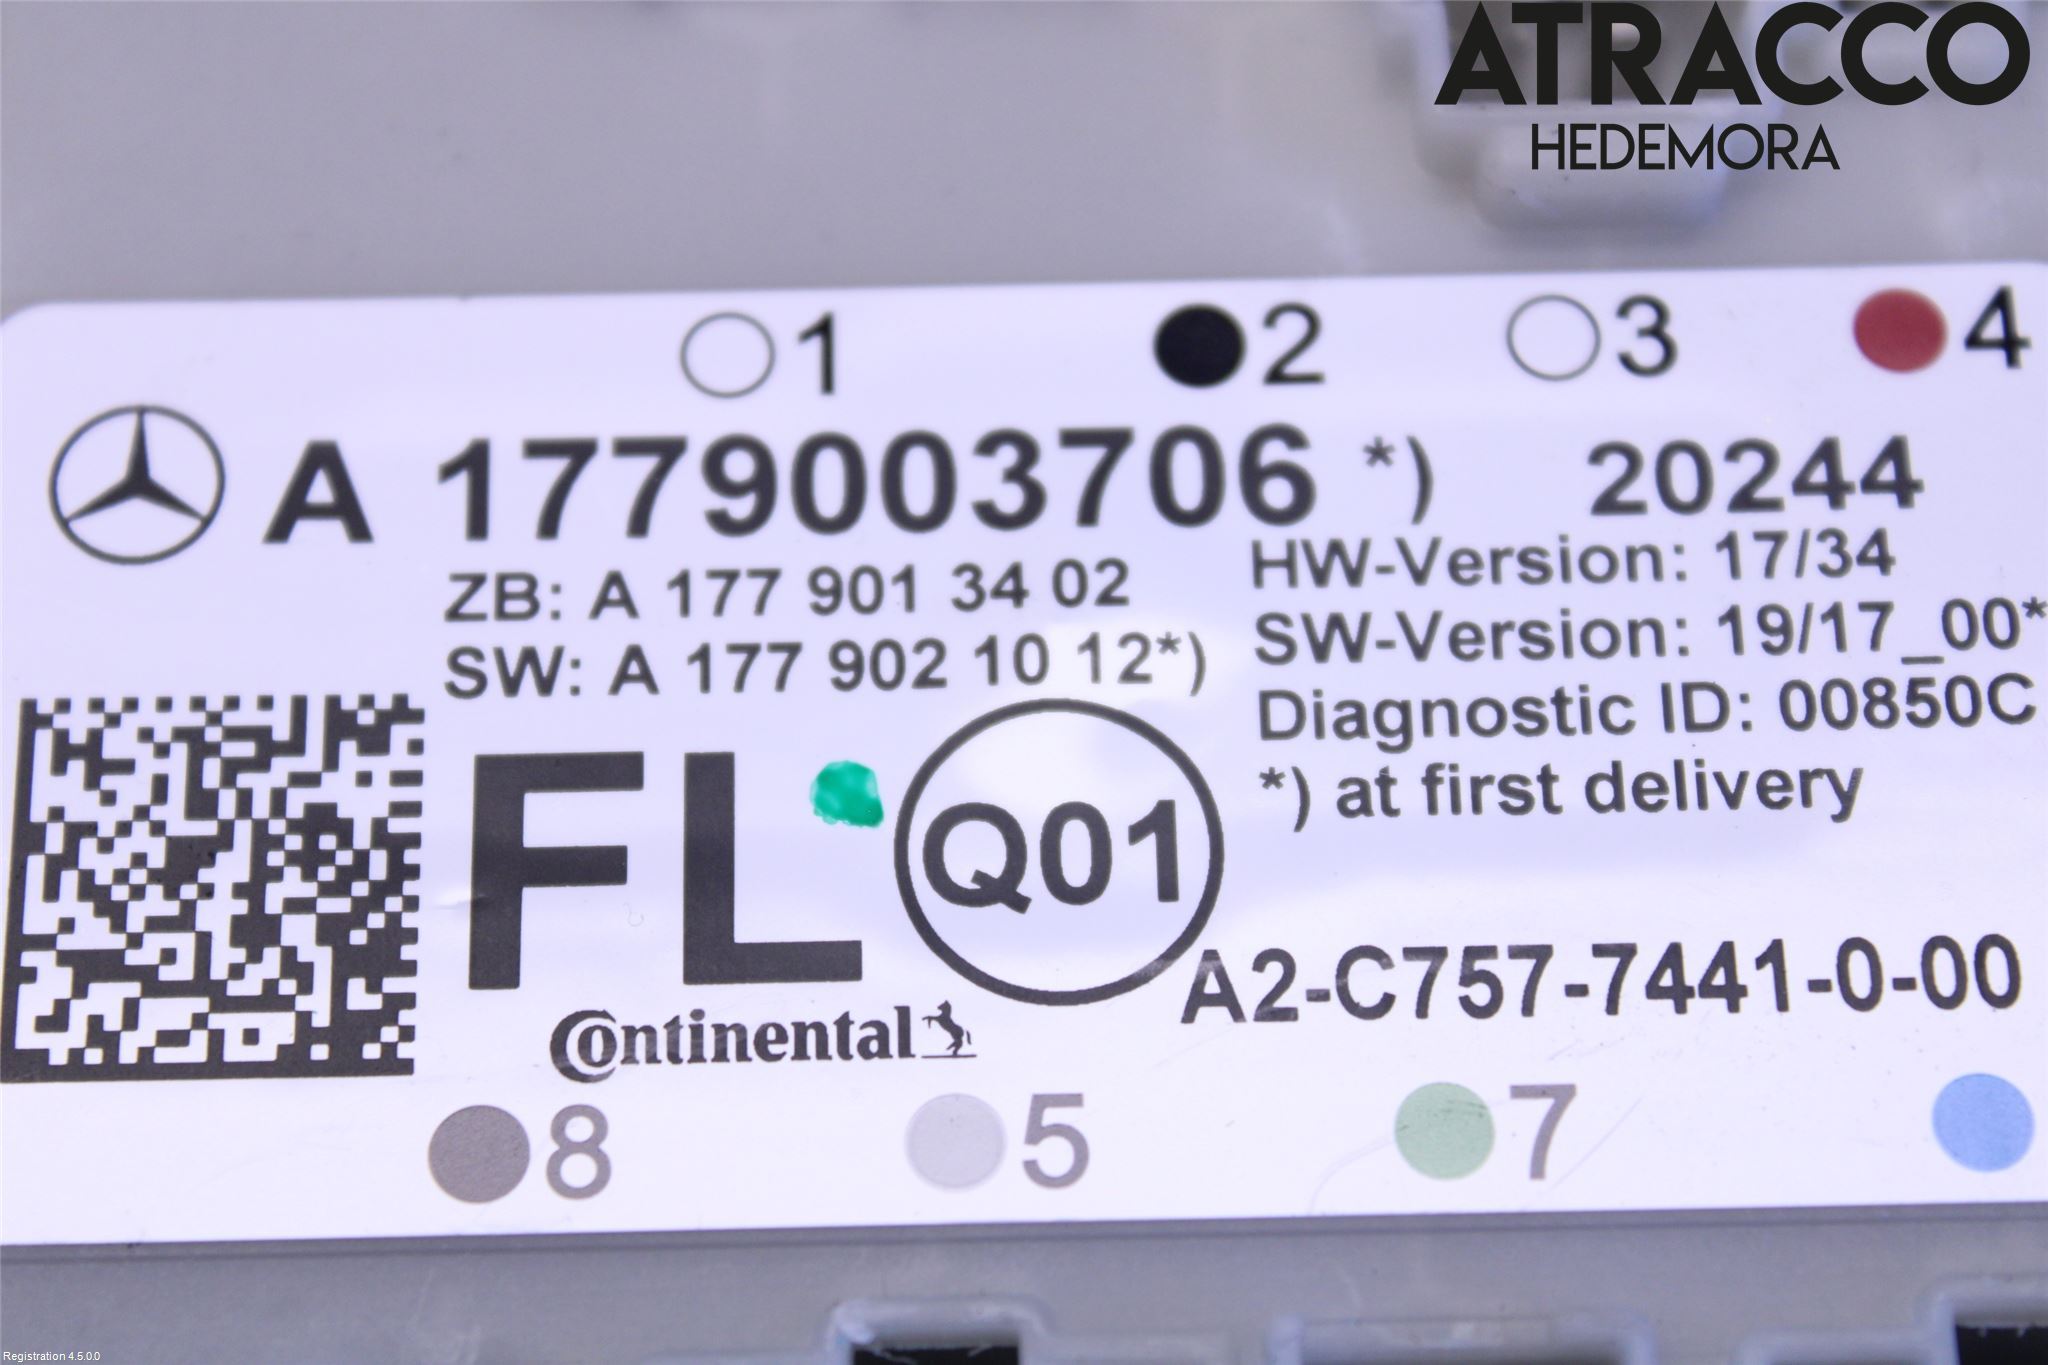 ATRACCO
HEDEMORA
1 2 3 4
A 1779003706 *) 20244
ZB: A 177 901 34 02
SW: A 177 902 10 12*)
HW-Version: 17/34
SW-Version: 19/17_00*
Diagnostic ID: 00850C
*) at first delivery
FL Q01
A2-C757-7441-0-00
Continental
8 5 7
Registration 4.5.0.0